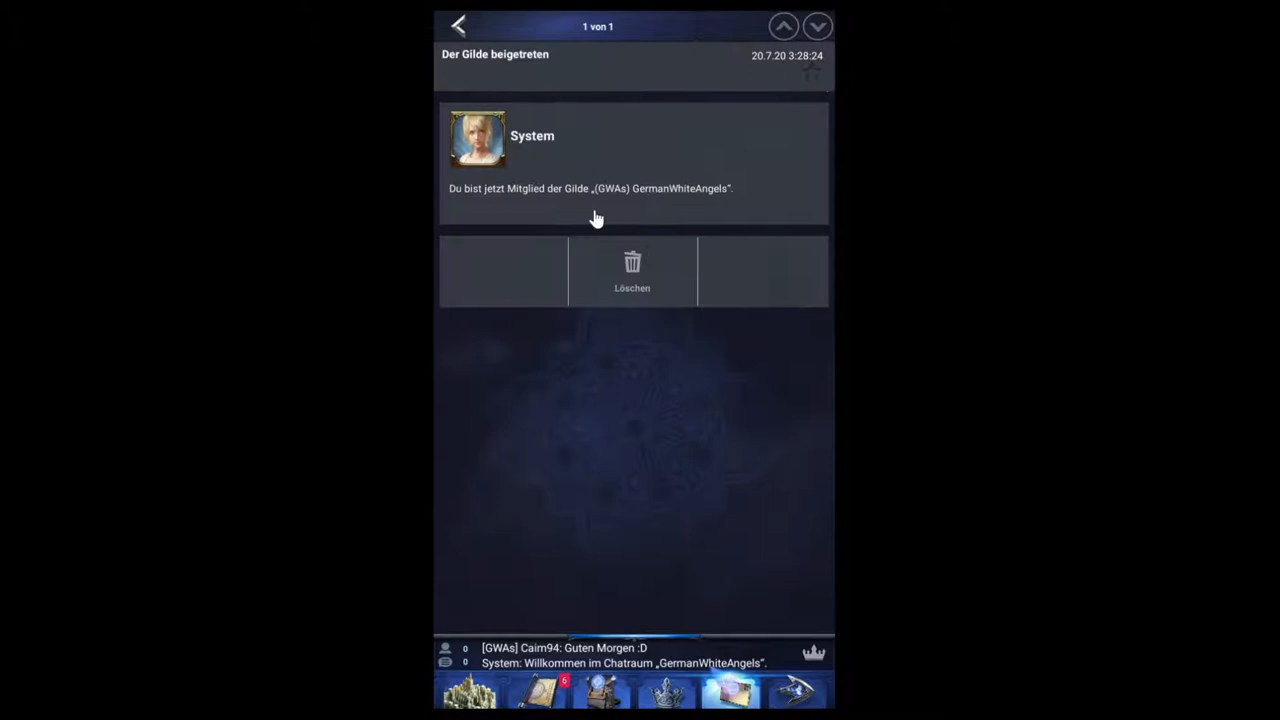 1 von 1
Der Gilde beigetreten
20.7.20 3:28:24
System
Du bist jetzt Mitglied der Gilde „(GWAs) GermanWhiteAngels“.
Löschen
0 [GWAs] Caim94: Guten Morgen :D
0 System: Willkommen im Chatraum „GermanWhiteAngels“.
6